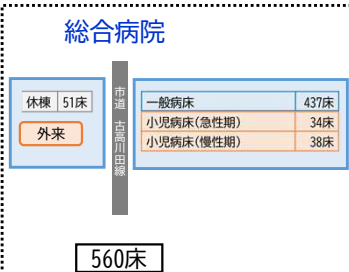 総合病院
休棟 51床
外来
市道 古高川田線
一般病床 437床
小児病床(急性期) 34床
小児病床(慢性期) 38床
560床